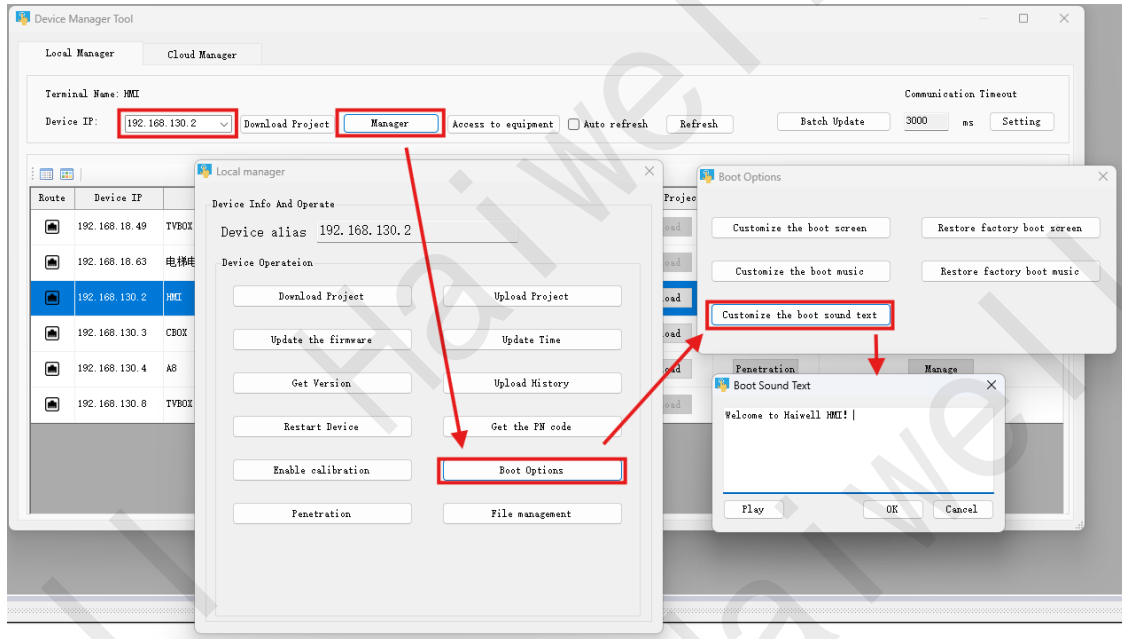 Device Manager Tool
Local Manager
Cloud Manager
Terminal Name: HMI
Communication Timeout
Device IP:
192.168.130.2
Download Project
Manager
Access to equipment
Auto refresh
Refresh
Batch Update
3000
ms
Setting
Route
Device IP
192.168.18.49
TVBOX
192.168.18.63
192.168.130.2
HMI
192.168.130.3
CBOX
192.168.130.4
A8
Penetration
Manage
192.168.130.8
TVBOX
Local manager
Device Info And Operate
Device alias 192.168.130.2
Device Operateion
Download Project
Upload Project
Update the firmware
Update Time
Get Version
Upload History
Restart Device
Get the PN code
Enable calibration
Boot Options
Penetration
File management
Boot Options
Customize the boot screen
Restore factory boot screen
Customize the boot music
Restore factory boot music
Customize the boot sound text
Boot Sound Text
Welcome to Haiwell HMI!
Play
OK
Cancel
Haiwell